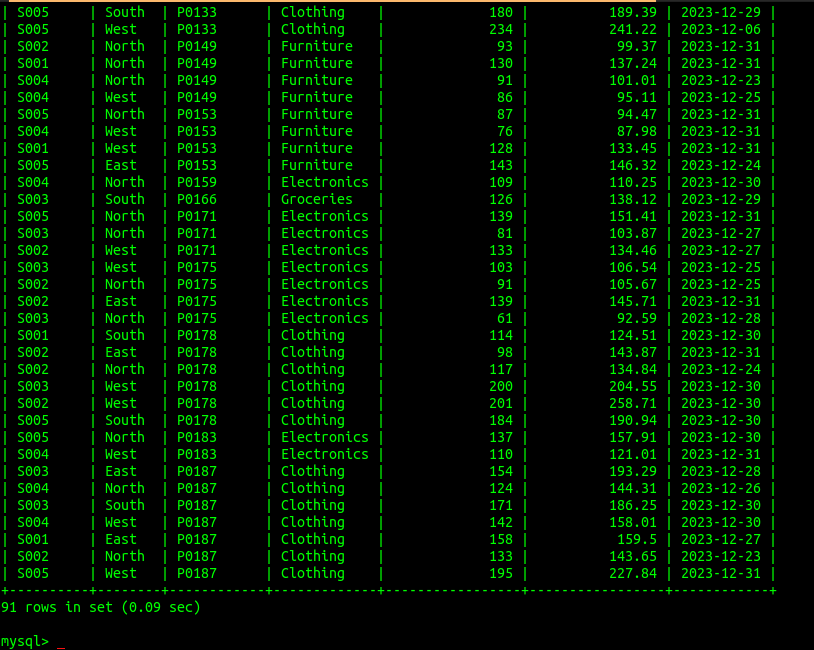 | S005     | South  | P0133      | Clothing    |             180 |          189.39 | 2023-12-29 |
| S005     | West   | P0133      | Clothing    |             234 |          241.22 | 2023-12-06 |
| S002     | North  | P0149      | Furniture   |              93 |           99.37 | 2023-12-31 |
| S001     | North  | P0149      | Furniture   |             130 |          137.24 | 2023-12-31 |
| S004     | North  | P0149      | Furniture   |              91 |          101.01 | 2023-12-23 |
| S004     | West   | P0149      | Furniture   |              86 |           95.11 | 2023-12-25 |
| S005     | North  | P0153      | Furniture   |              87 |           94.47 | 2023-12-31 |
| S004     | West   | P0153      | Furniture   |              76 |           87.98 | 2023-12-31 |
| S001     | West   | P0153      | Furniture   |             128 |          133.45 | 2023-12-31 |
| S005     | East   | P0153      | Furniture   |             143 |          146.32 | 2023-12-24 |
| S004     | North  | P0159      | Electronics |             109 |          110.25 | 2023-12-30 |
| S003     | South  | P0166      | Groceries   |             126 |          138.12 | 2023-12-29 |
| S005     | North  | P0171      | Electronics |             139 |          151.41 | 2023-12-31 |
| S003     | North  | P0171      | Electronics |              81 |          103.87 | 2023-12-27 |
| S002     | West   | P0171      | Electronics |             133 |          134.46 | 2023-12-27 |
| S003     | West   | P0175      | Electronics |             103 |          106.54 | 2023-12-25 |
| S002     | North  | P0175      | Electronics |              91 |          105.67 | 2023-12-25 |
| S002     | East   | P0175      | Electronics |             139 |          145.71 | 2023-12-31 |
| S003     | North  | P0175      | Electronics |              61 |           92.59 | 2023-12-28 |
| S001     | South  | P0178      | Clothing    |             114 |          124.51 | 2023-12-30 |
| S002     | East   | P0178      | Clothing    |              98 |          143.87 | 2023-12-31 |
| S002     | North  | P0178      | Clothing    |             117 |          134.84 | 2023-12-24 |
| S003     | West   | P0178      | Clothing    |             200 |          204.55 | 2023-12-30 |
| S002     | West   | P0178      | Clothing    |             201 |          258.71 | 2023-12-30 |
| S005     | South  | P0178      | Clothing    |             184 |          190.94 | 2023-12-30 |
| S005     | North  | P0183      | Electronics |             137 |          157.91 | 2023-12-30 |
| S004     | West   | P0183      | Electronics |             110 |          121.01 | 2023-12-31 |
| S003     | East   | P0187      | Clothing    |             154 |          193.29 | 2023-12-28 |
| S004     | North  | P0187      | Clothing    |             124 |          144.31 | 2023-12-26 |
| S003     | South  | P0187      | Clothing    |             171 |          186.25 | 2023-12-30 |
| S004     | West   | P0187      | Clothing    |             142 |          158.01 | 2023-12-30 |
| S001     | East   | P0187      | Clothing    |             158 |           159.5 | 2023-12-27 |
| S002     | North  | P0187      | Clothing    |             133 |          143.65 | 2023-12-23 |
| S005     | West   | P0187      | Clothing    |             195 |          227.84 | 2023-12-31 |
+----------+--------+------------+-------------+-----------------+-----------------+------------+
91 rows in set (0.09 sec)
mysql> _